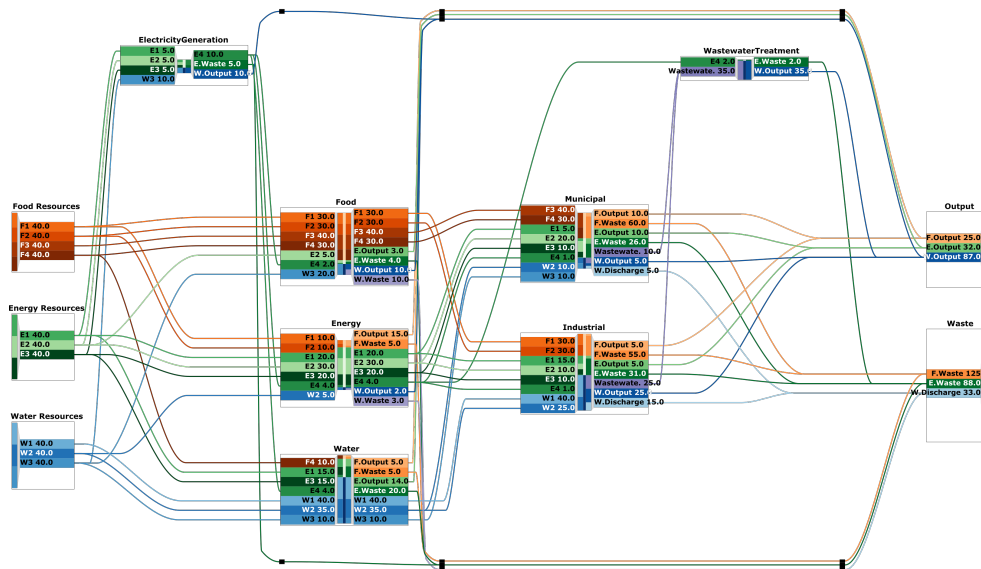 ElectricityGeneration
E1 5.0
E2 5.0
E3 5.0
W3 10.0
E4 10.0
E.Waste 5.0
W.Output 10.0
WastewaterTreatment
E4 2.0
Wastewate. 35.0
E.Waste 2.0
W.Output 35.0
Food Resources
F1 40.0
F2 40.0
F3 40.0
F4 40.0
Food
F1 30.0
F2 30.0
F3 40.0
F4 30.0
E2 5.0
E4 2.0
W3 20.0
F1 30.0
F2 30.0
F3 40.0
F4 30.0
E.Output 3.0
E.Waste 4.0
W.Output 10.0
W.Waste 10.0
Municipal
F3 40.0
F4 30.0
E1 5.0
E2 20.0
E3 10.0
E4 1.0
W2 10.0
W3 10.0
F.Output 10.0
F.Waste 60.0
E.Output 10.0
E.Waste 26.0
Wastewate. 10.0
W.Output 5.0
W.Discharge 5.0
Output
F.Output 25.0
E.Output 32.0
W.Output 87.0
Energy Resources
E1 40.0
E2 40.0
E3 40.0
Energy
F1 10.0
F2 10.0
E1 20.0
E2 30.0
E3 20.0
E4 4.0
W2 5.0
F.Output 15.0
F.Waste 5.0
E1 20.0
E2 30.0
E3 20.0
E4 4.0
W.Output 2.0
W.Waste 3.0
Industrial
F1 30.0
F2 30.0
E1 15.0
E2 10.0
E3 10.0
E4 1.0
W1 40.0
W2 25.0
F.Output 5.0
F.Waste 55.0
E.Output 5.0
E.Waste 31.0
Wastewate. 25.0
W.Output 25.0
W.Discharge 15.0
Waste
F.Waste 125
E.Waste 88.0
W.Discharge 33.0
Water Resources
W1 40.0
W2 40.0
W3 40.0
Water
F4 10.0
E1 15.0
E3 15.0
E4 4.0
W1 40.0
W2 35.0
W3 10.0
F.Output 5.0
F.Waste 5.0
E.Output 14.0
E.Waste 20.0
W1 40.0
W2 35.0
W3 10.0